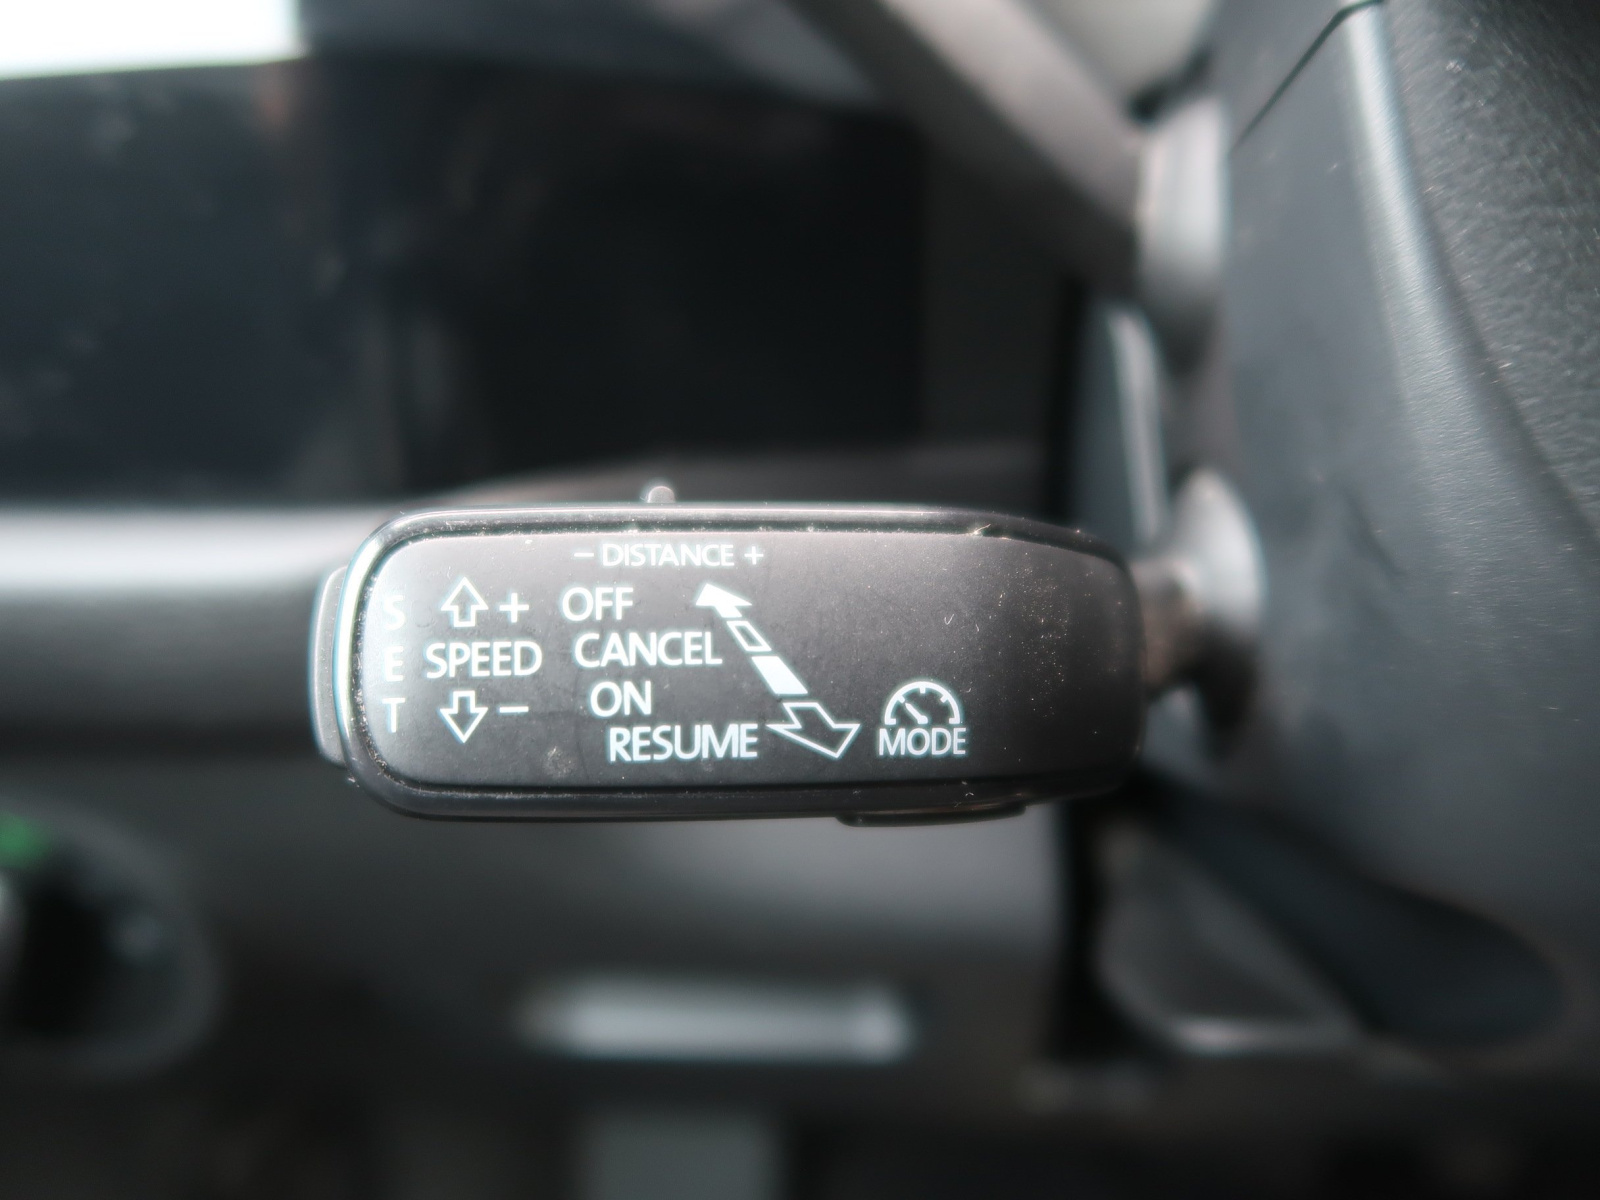 − DISTANCE +
S + OFF
E SPEED CANCEL
T − ON
RESUME MODE